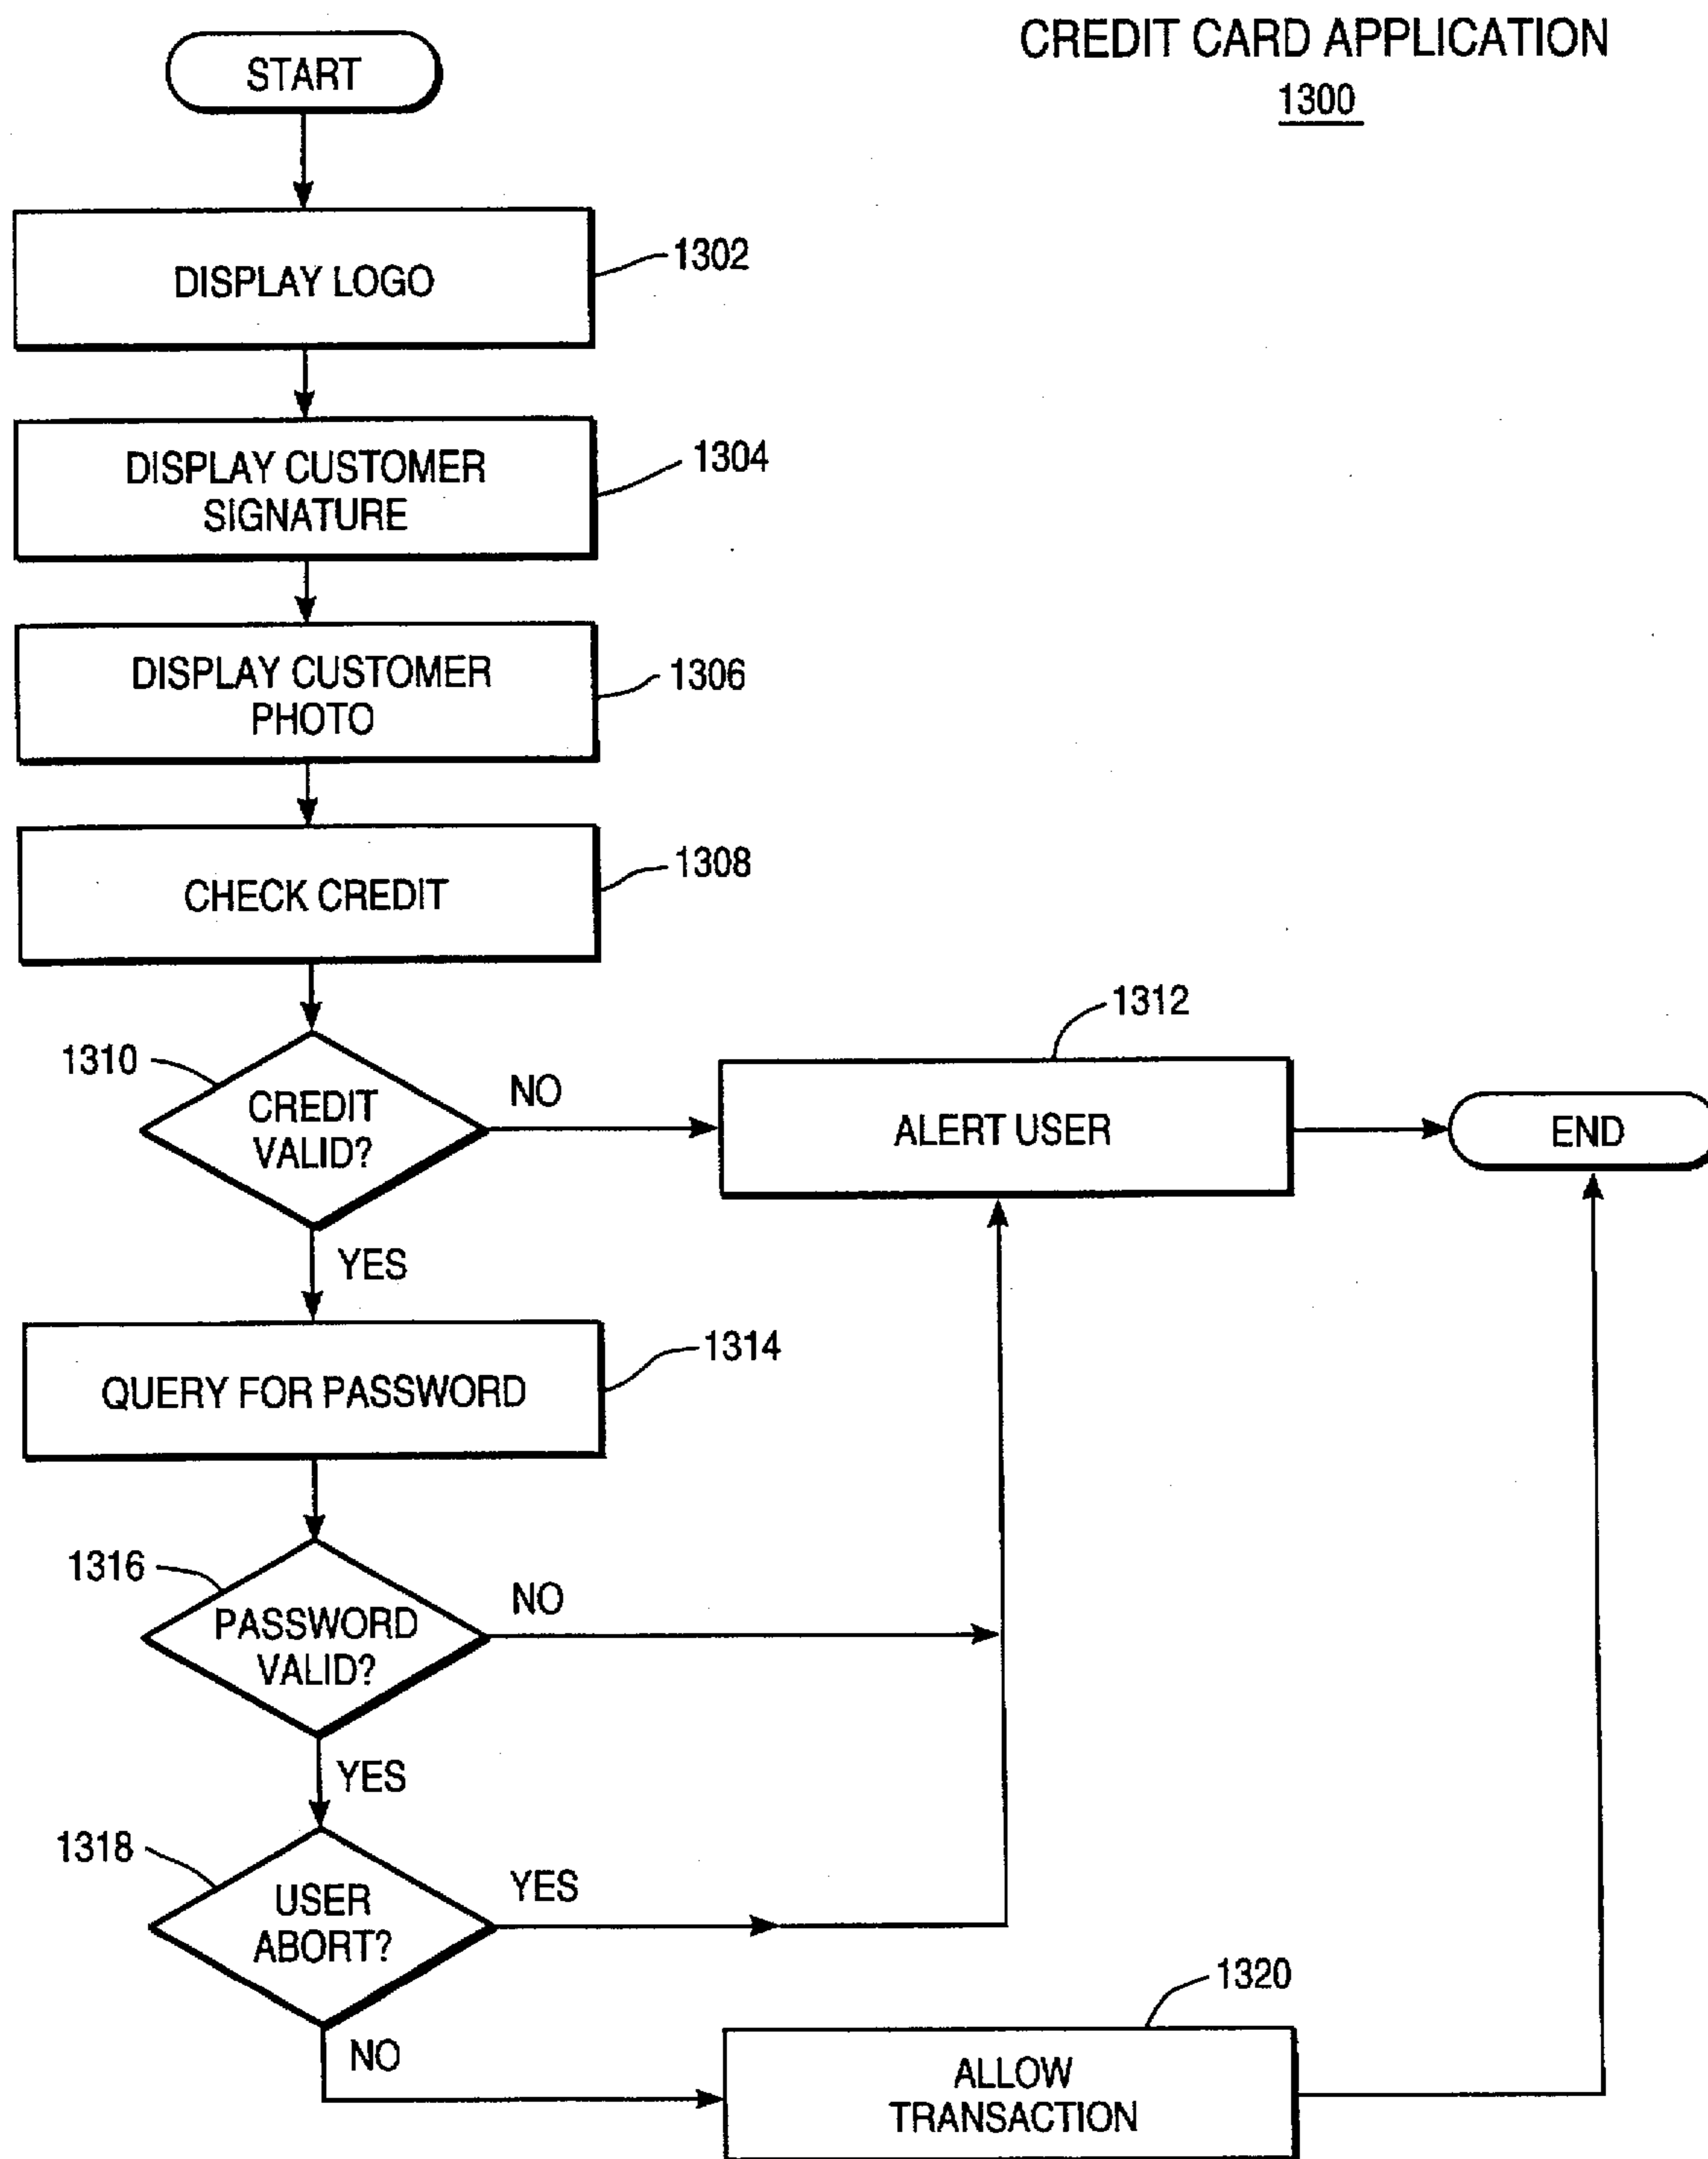 CREDIT CARD APPLICATION
1300
START
DISPLAY LOGO
1302
DISPLAY CUSTOMER
SIGNATURE
1304
DISPLAY CUSTOMER
PHOTO
1306
CHECK CREDIT
1308
1310
CREDIT
VALID?
NO
1312
ALERT USER
END
YES
QUERY FOR PASSWORD
1314
1316
PASSWORD
VALID?
NO
YES
1318
USER
ABORT?
YES
NO
1320
ALLOW
TRANSACTION